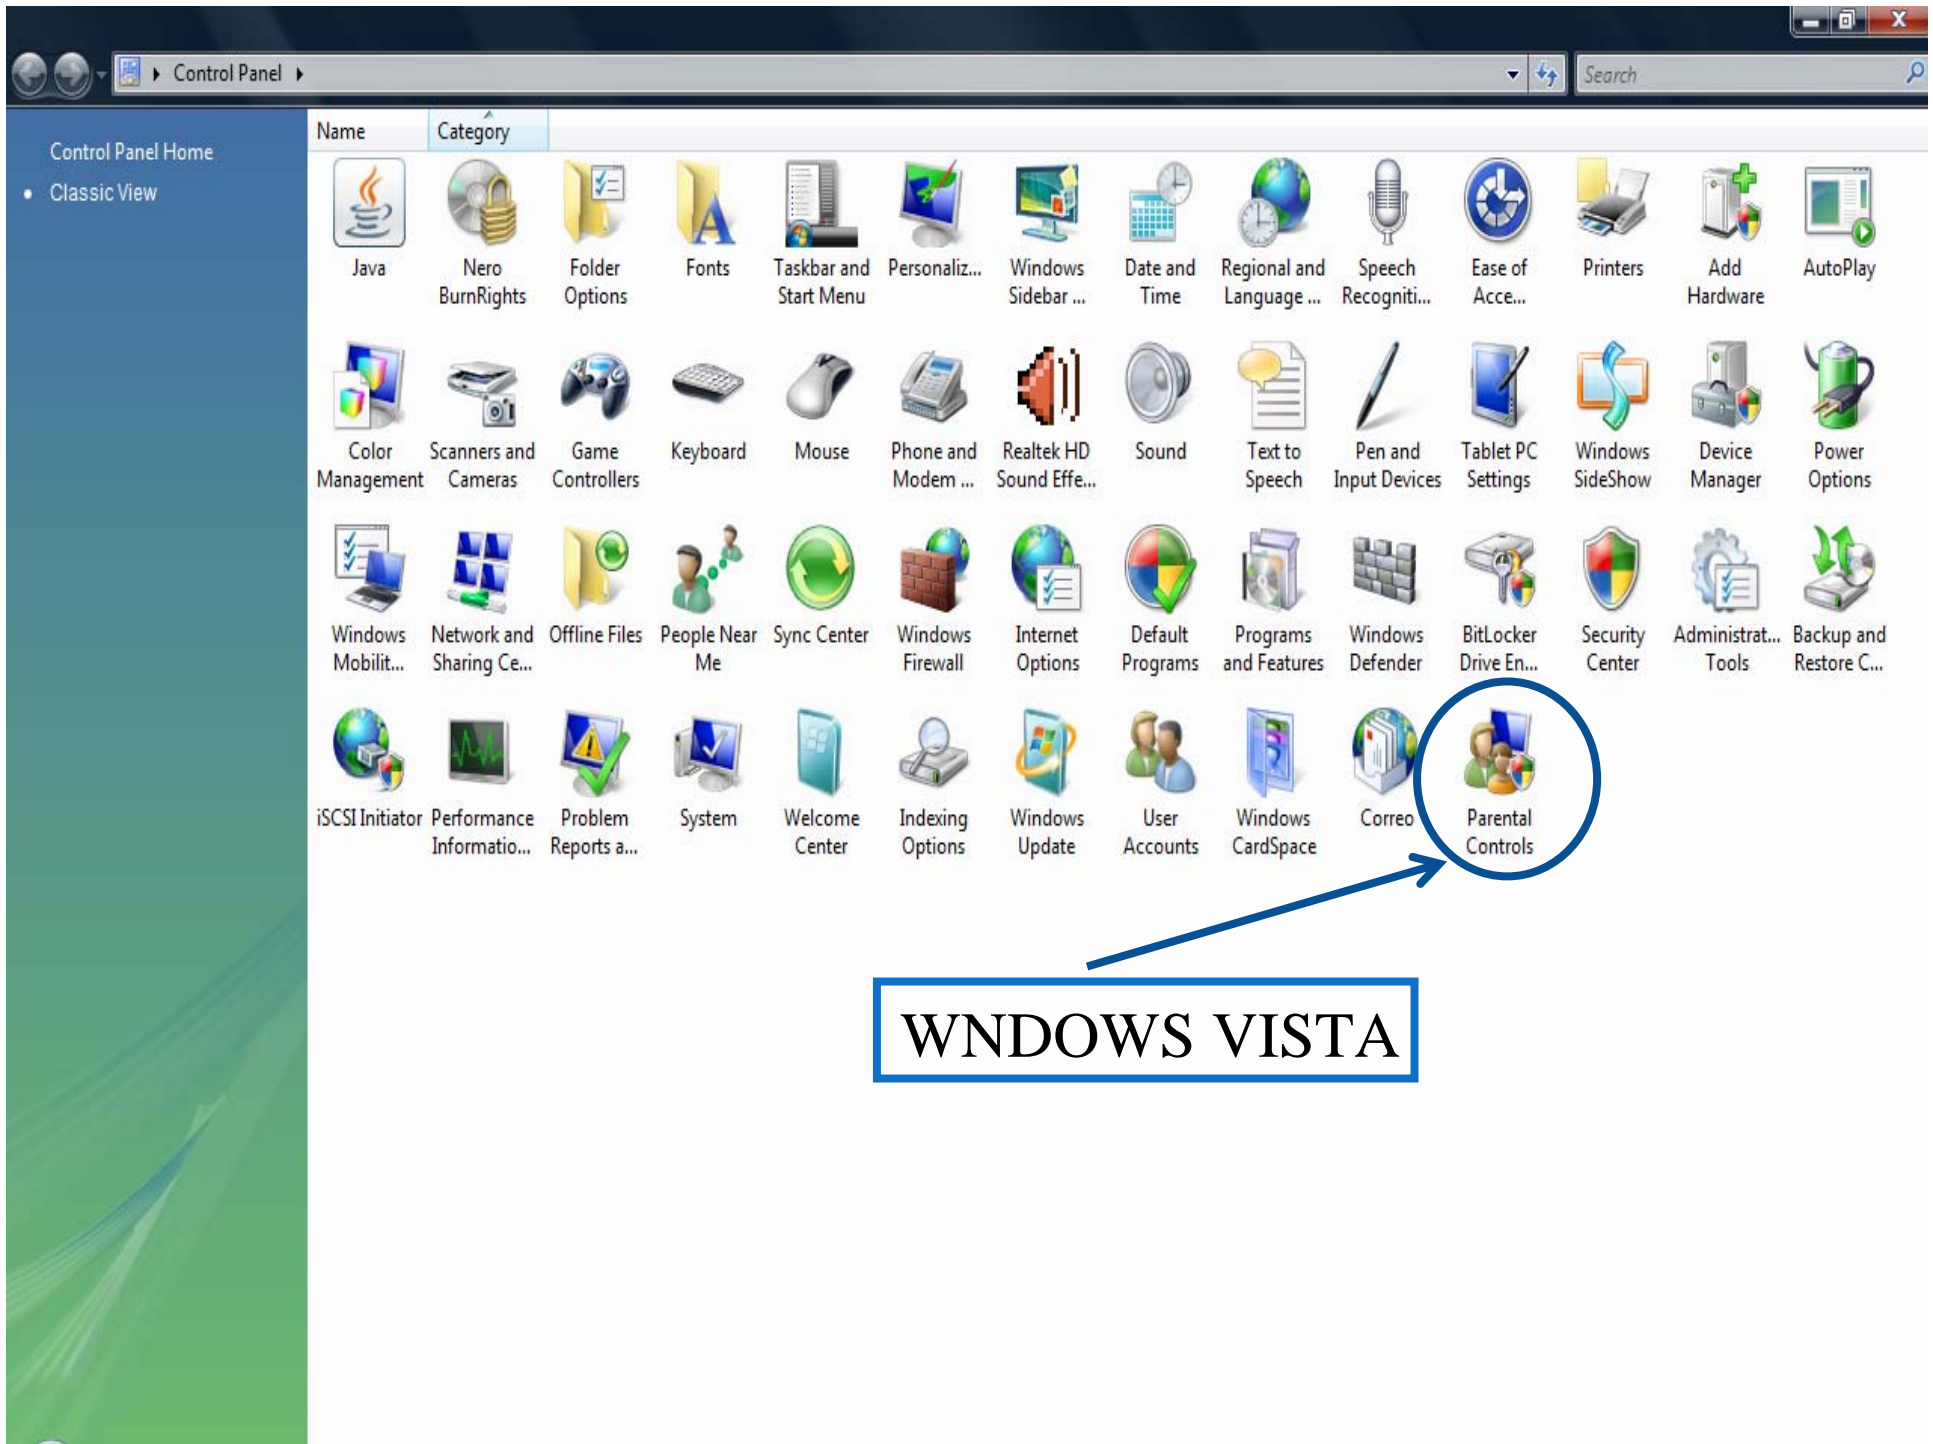 Control Panel
Search
Control Panel Home
Classic View
Name Category
Java
Nero
BurnRights
Folder
Options
Fonts
Taskbar and
Start Menu
Personaliz...
Windows
Sidebar ...
Date and
Time
Regional and
Language ...
Speech
Recogniti...
Ease of
Acce...
Printers
Add
Hardware
AutoPlay
Color
Management
Scanners and
Cameras
Game
Controllers
Keyboard
Mouse
Phone and
Modem ...
Realtek HD
Sound Effe...
Sound
Text to
Speech
Pen and
Input Devices
Tablet PC
Settings
Windows
SideShow
Device
Manager
Power
Options
Windows
Mobilit...
Network and
Sharing Ce...
Offline Files
People Near
Me
Sync Center
Windows
Firewall
Internet
Options
Default
Programs
Programs
and Features
Windows
Defender
BitLocker
Drive En...
Security
Center
Administrat...
Tools
Backup and
Restore C...
iSCSI Initiator
Performance
Informatio...
Problem
Reports a...
System
Welcome
Center
Indexing
Options
Windows
Update
User
Accounts
Windows
CardSpace
Correo
Parental
Controls
WNDOWS VISTA